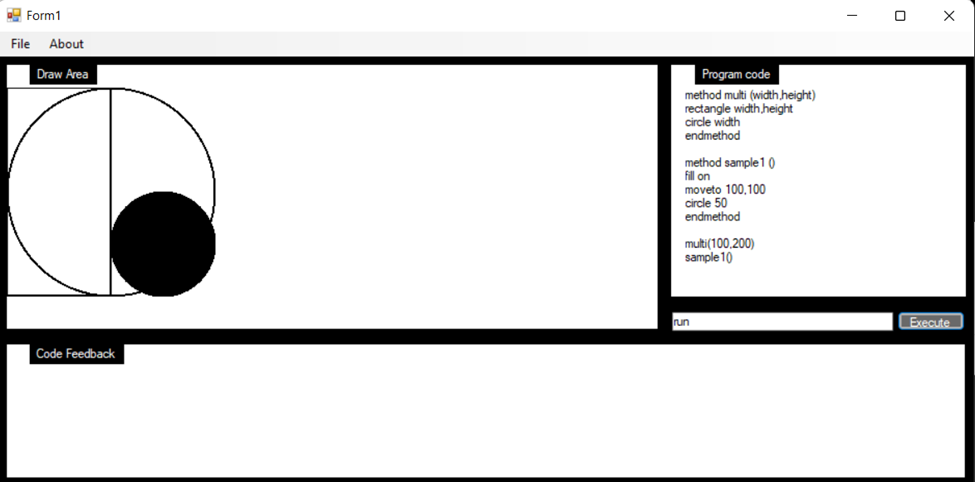 Form1
File About
Draw Area
Program code
method multi (width,height)
rectangle width,height
circle width
endmethod
method sample1 ()
fill on
moveto 100,100
circle 50
endmethod
multi(100,200)
sample1()
run
Execute
Code Feedback